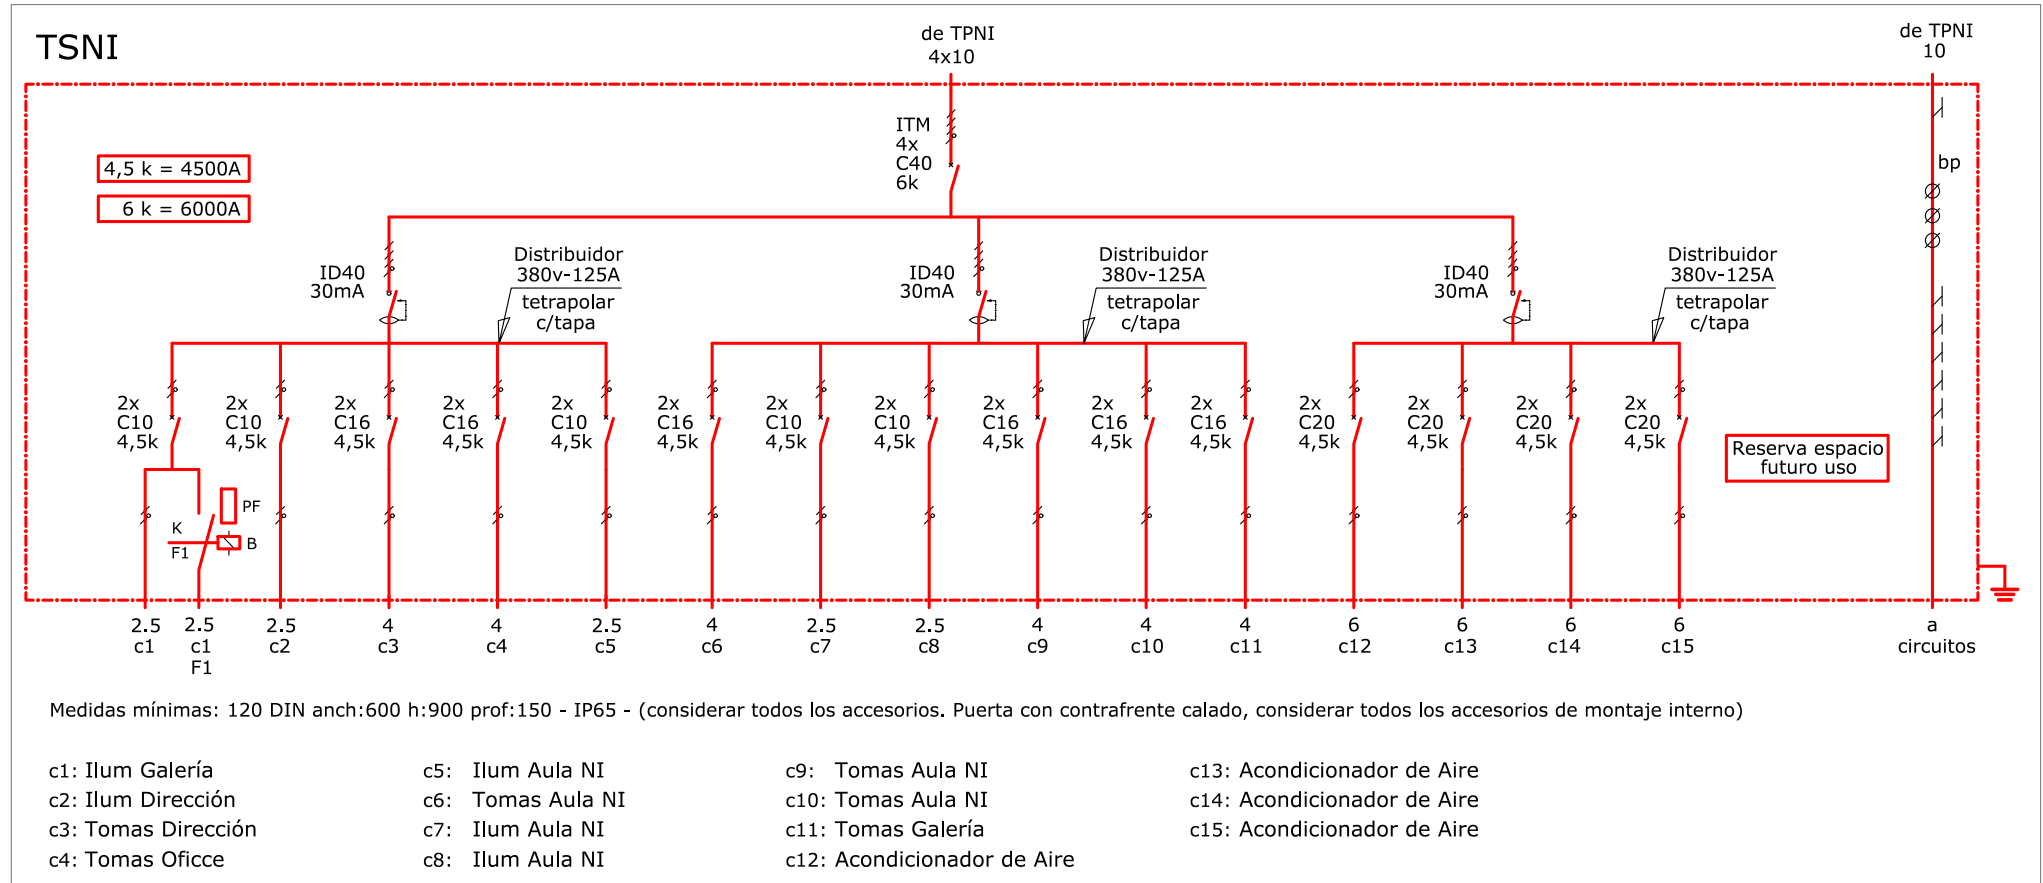 TSNI
de TPNI
4x10
de TPNI
10
ITM
4x
C40
6k
bp
4,5 k = 4500A
6 k = 6000A
ID40
30mA
Distribuidor
380v-125A
tetrapolar
c/tapa
ID40
30mA
Distribuidor
380v-125A
tetrapolar
c/tapa
ID40
30mA
Distribuidor
380v-125A
tetrapolar
c/tapa
2x
C10
4,5k
2x
C10
4,5k
2x
C16
4,5k
2x
C16
4,5k
2x
C10
4,5k
2x
C16
4,5k
2x
C10
4,5k
2x
C10
4,5k
2x
C16
4,5k
2x
C16
4,5k
2x
C16
4,5k
2x
C20
4,5k
2x
C20
4,5k
2x
C20
4,5k
2x
C20
4,5k
Reserva espacio
futuro uso
PF
K
F1
B
2.5
c1
2.5
c1
F1
2.5
c2
4
c3
4
c4
2.5
c5
4
c6
2.5
c7
2.5
c8
4
c9
4
c10
4
c11
6
c12
6
c13
6
c14
6
c15
a
circuitos
Medidas mínimas: 120 DIN anch:600 h:900 prof:150 - IP65 - (considerar todos los accesorios. Puerta con contrafrente calado, considerar todos los accesorios de montaje interno)
c1: Ilum Galería
c2: Ilum Dirección
c3: Tomas Dirección
c4: Tomas Oficce
c5: Ilum Aula NI
c6: Tomas Aula NI
c7: Ilum Aula NI
c8: Ilum Aula NI
c9: Tomas Aula NI
c10: Tomas Aula NI
c11: Tomas Galería
c12: Acondicionador de Aire
c13: Acondicionador de Aire
c14: Acondicionador de Aire
c15: Acondicionador de Aire